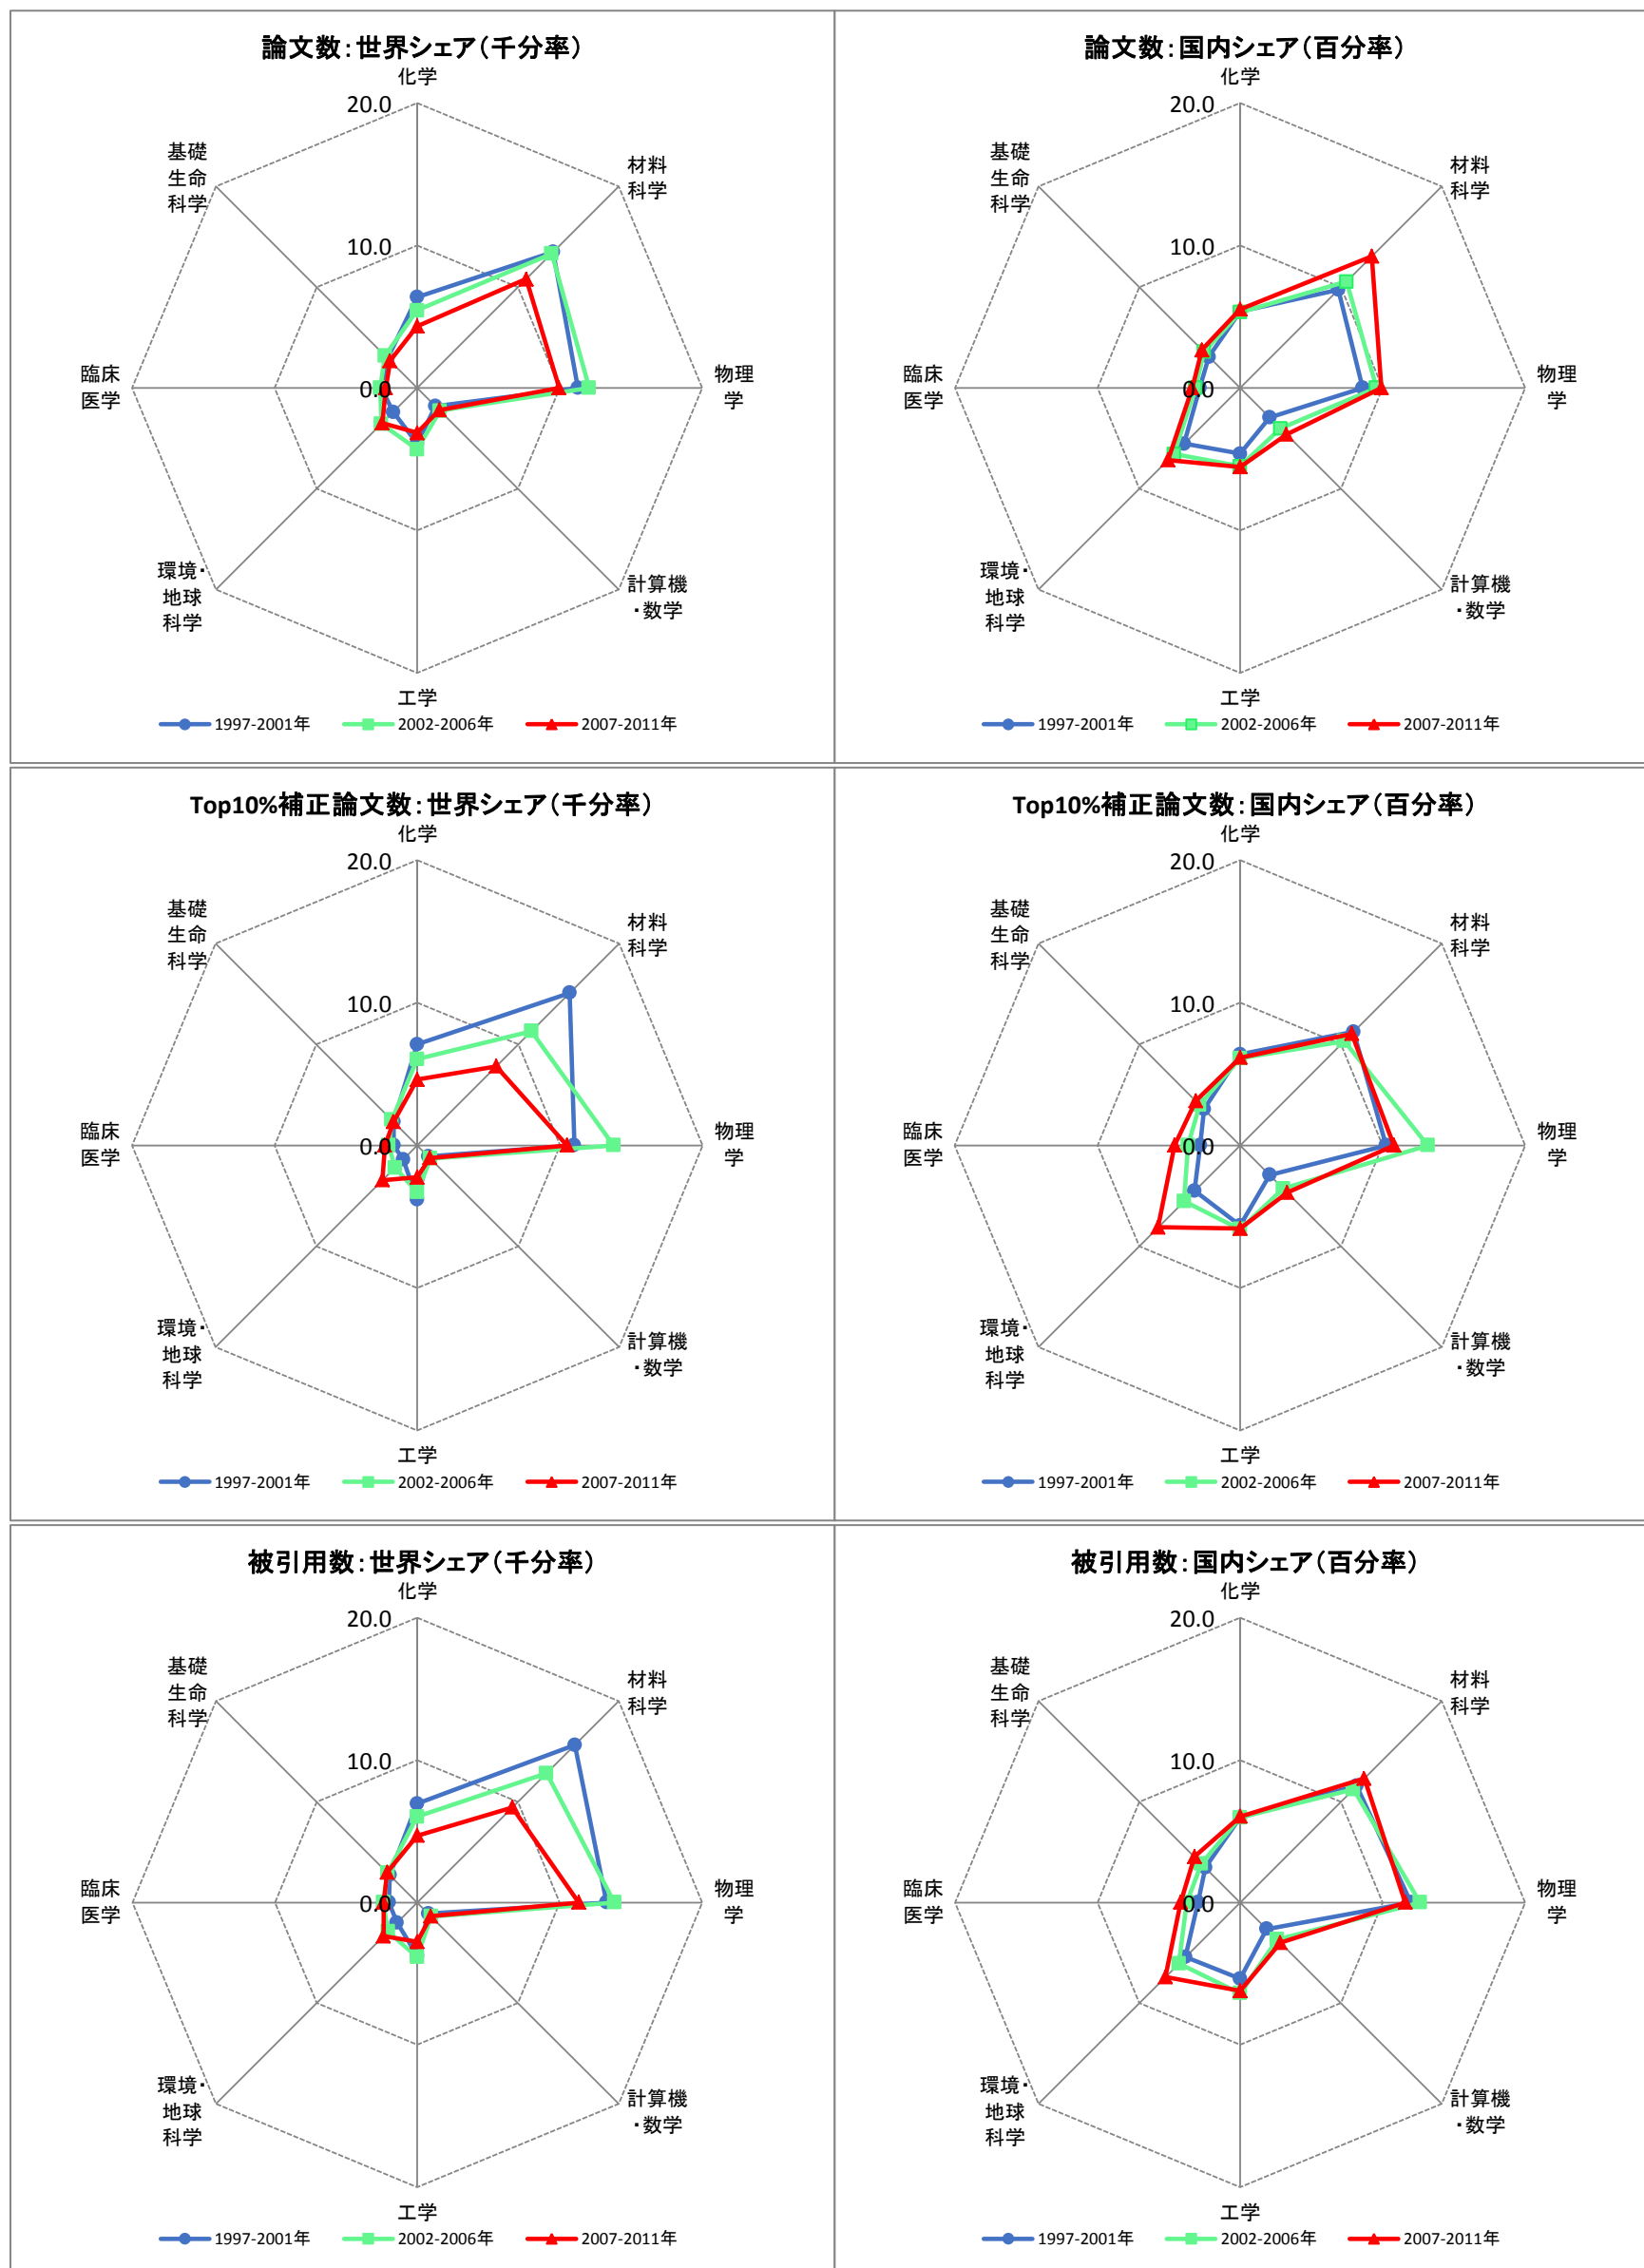 論文数：世界シェア（千分率）
化学
20.0
基礎
生命
科学
材料
科学
10.0
臨床
医学
0.0
物理
学
環境・
地球
科学
計算機
・数学
工学
1997-2001年 2002-2006年 2007-2011年
論文数：国内シェア（百分率）
化学
20.0
基礎
生命
科学
材料
科学
10.0
臨床
医学
0.0
物理
学
環境・
地球
科学
計算機
・数学
工学
1997-2001年 2002-2006年 2007-2011年
Top10%補正論文数：世界シェア（千分率）
化学
20.0
基礎
生命
科学
材料
科学
10.0
臨床
医学
0.0
物理
学
環境・
地球
科学
計算機
・数学
工学
1997-2001年 2002-2006年 2007-2011年
Top10%補正論文数：国内シェア（百分率）
化学
20.0
基礎
生命
科学
材料
科学
10.0
臨床
医学
0.0
物理
学
環境・
地球
科学
計算機
・数学
工学
1997-2001年 2002-2006年 2007-2011年
被引用数：世界シェア（千分率）
化学
20.0
基礎
生命
科学
材料
科学
10.0
臨床
医学
0.0
物理
学
環境・
地球
科学
計算機
・数学
工学
1997-2001年 2002-2006年 2007-2011年
被引用数：国内シェア（百分率）
化学
20.0
基礎
生命
科学
材料
科学
10.0
臨床
医学
0.0
物理
学
環境・
地球
科学
計算機
・数学
工学
1997-2001年 2002-2006年 2007-2011年